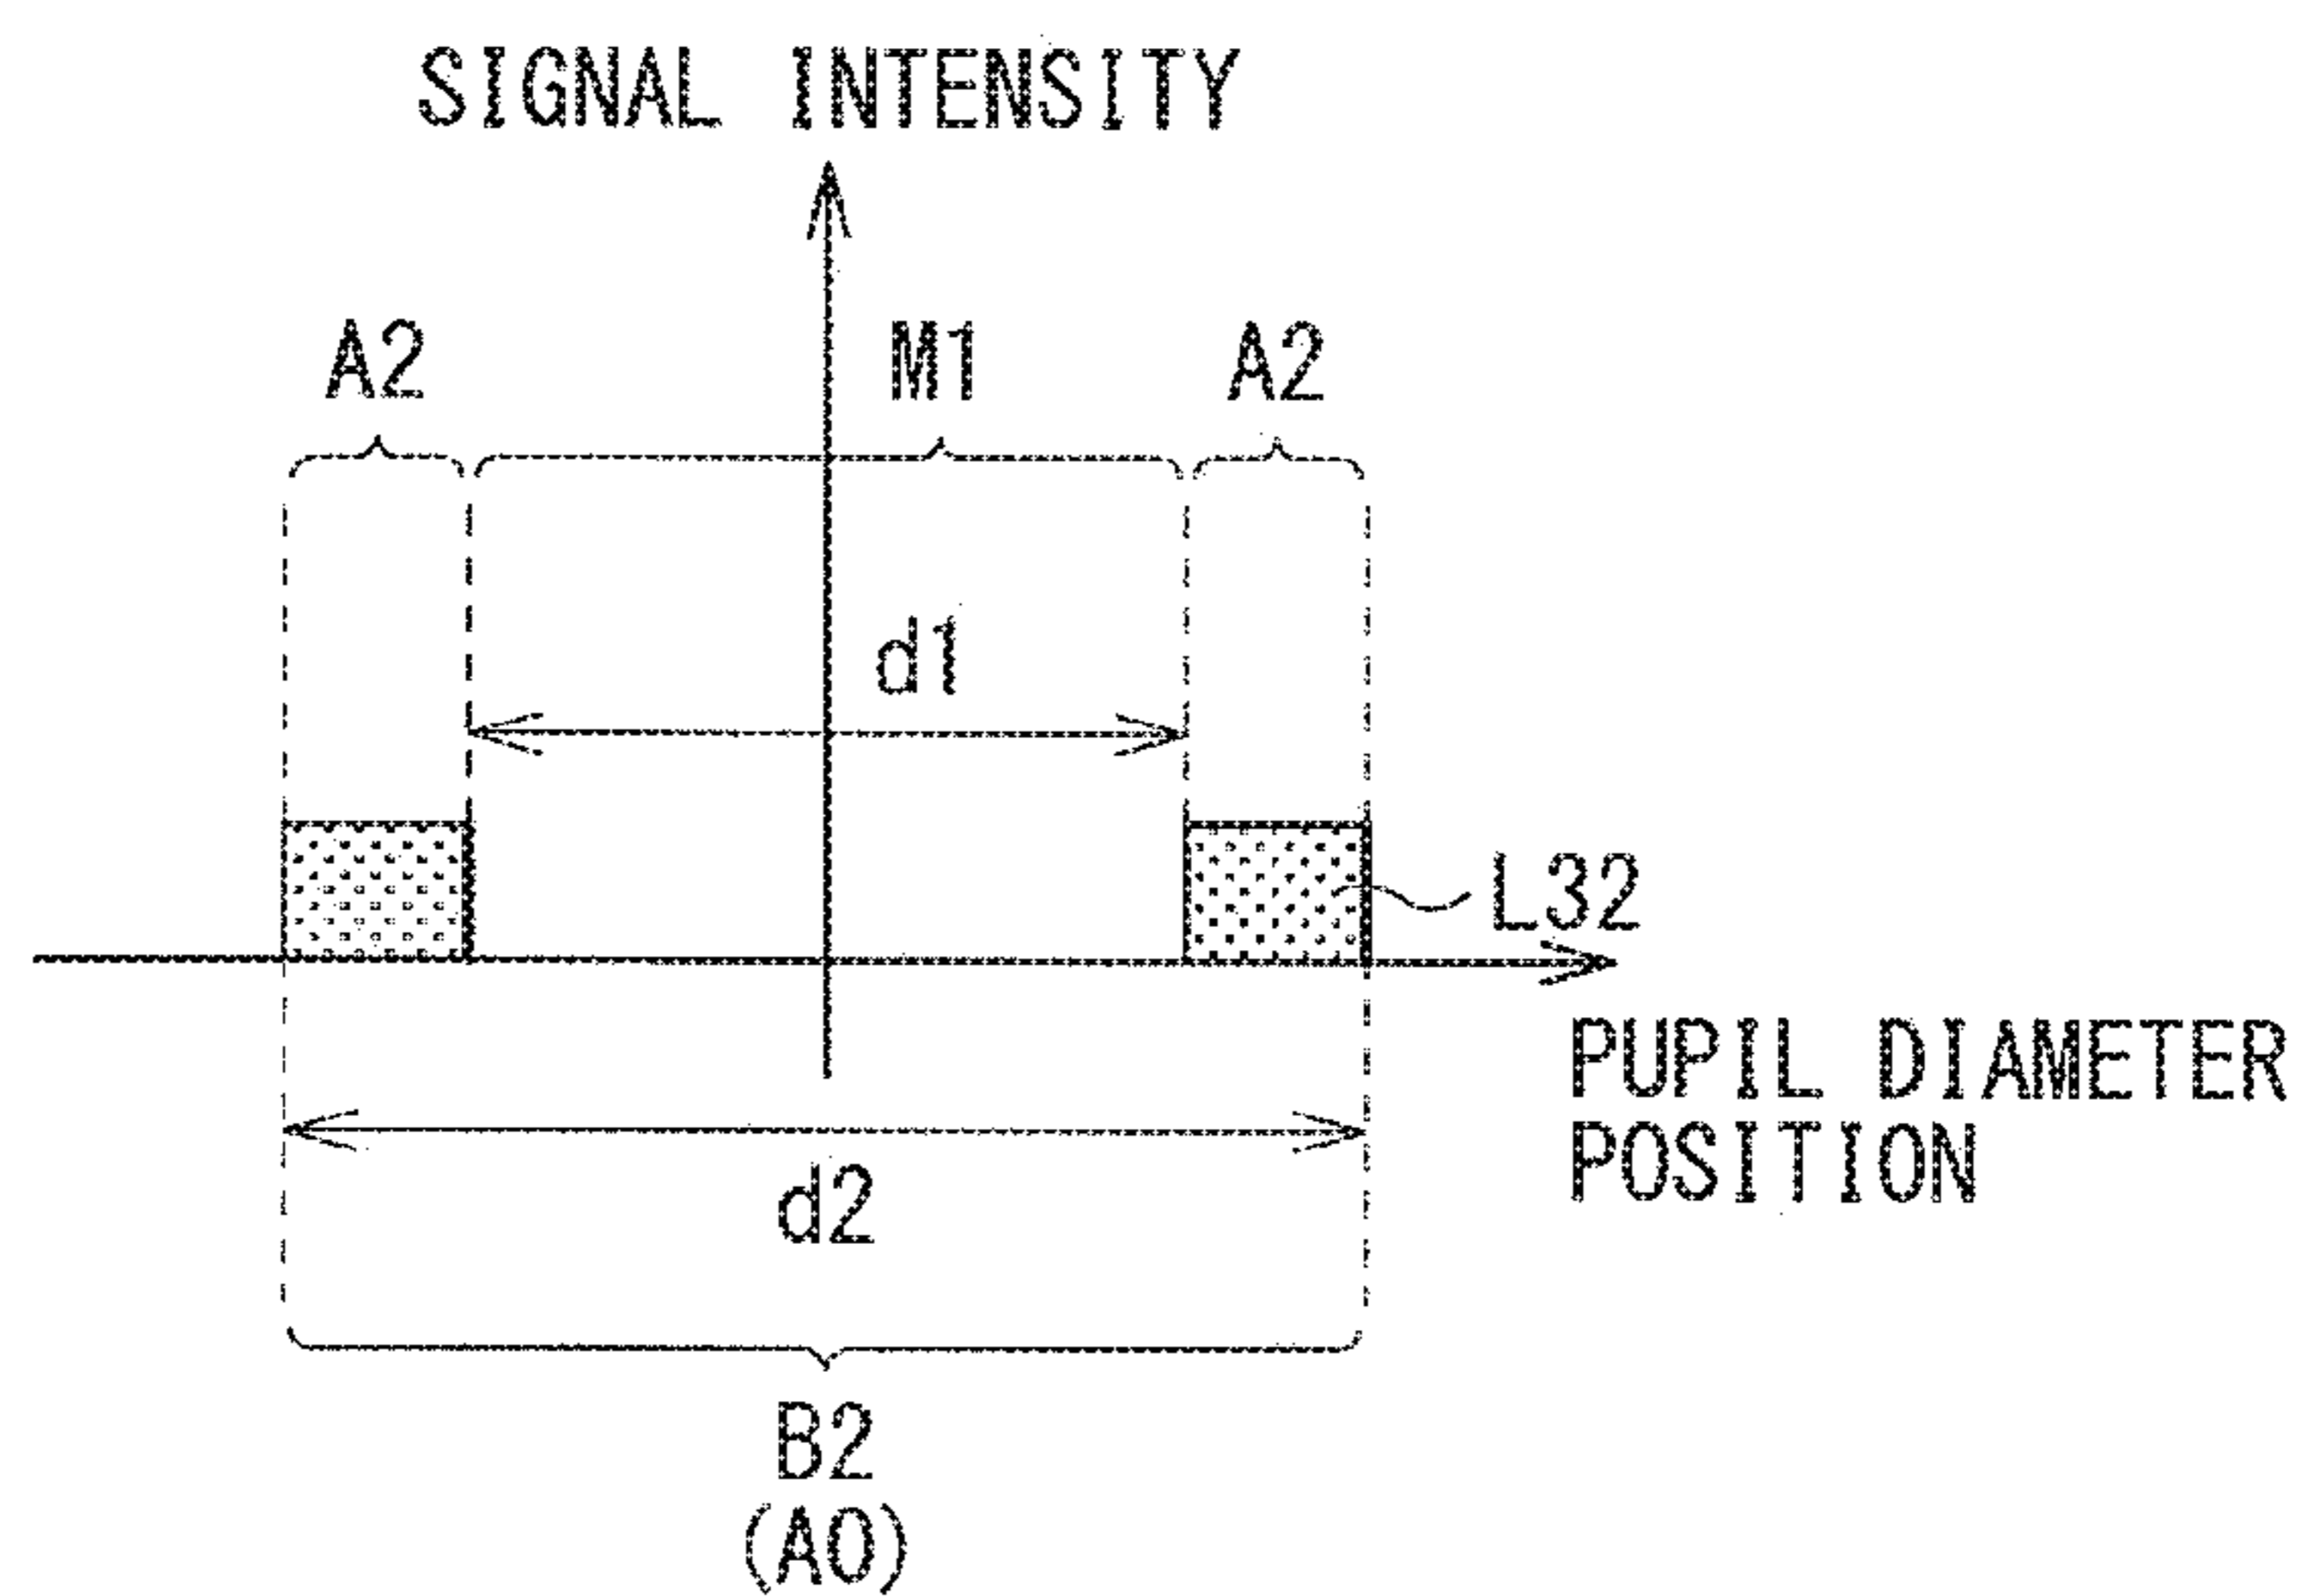 SIGNAL INTENSITY
A2
M1
A2
d1
L32
PUPIL DIAMETER
POSITION
d2
B2
(A0)